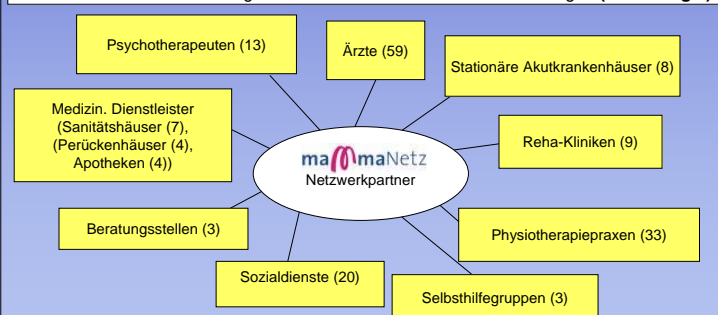 Psychotherapeuten (13)
Ärzte (59)
Stationäre Akutkrankenhäuser (8)
Medizin. Dienstleister
(Sanitätshäuser (7),
(Perückenhäuser (4),
Apotheken (4))
Reha-Kliniken (9)
mammaNetz
Netzwerkpartner
Beratungsstellen (3)
Physiotherapiepraxen (33)
Sozialdienste (20)
Selbsthilfegruppen (3)